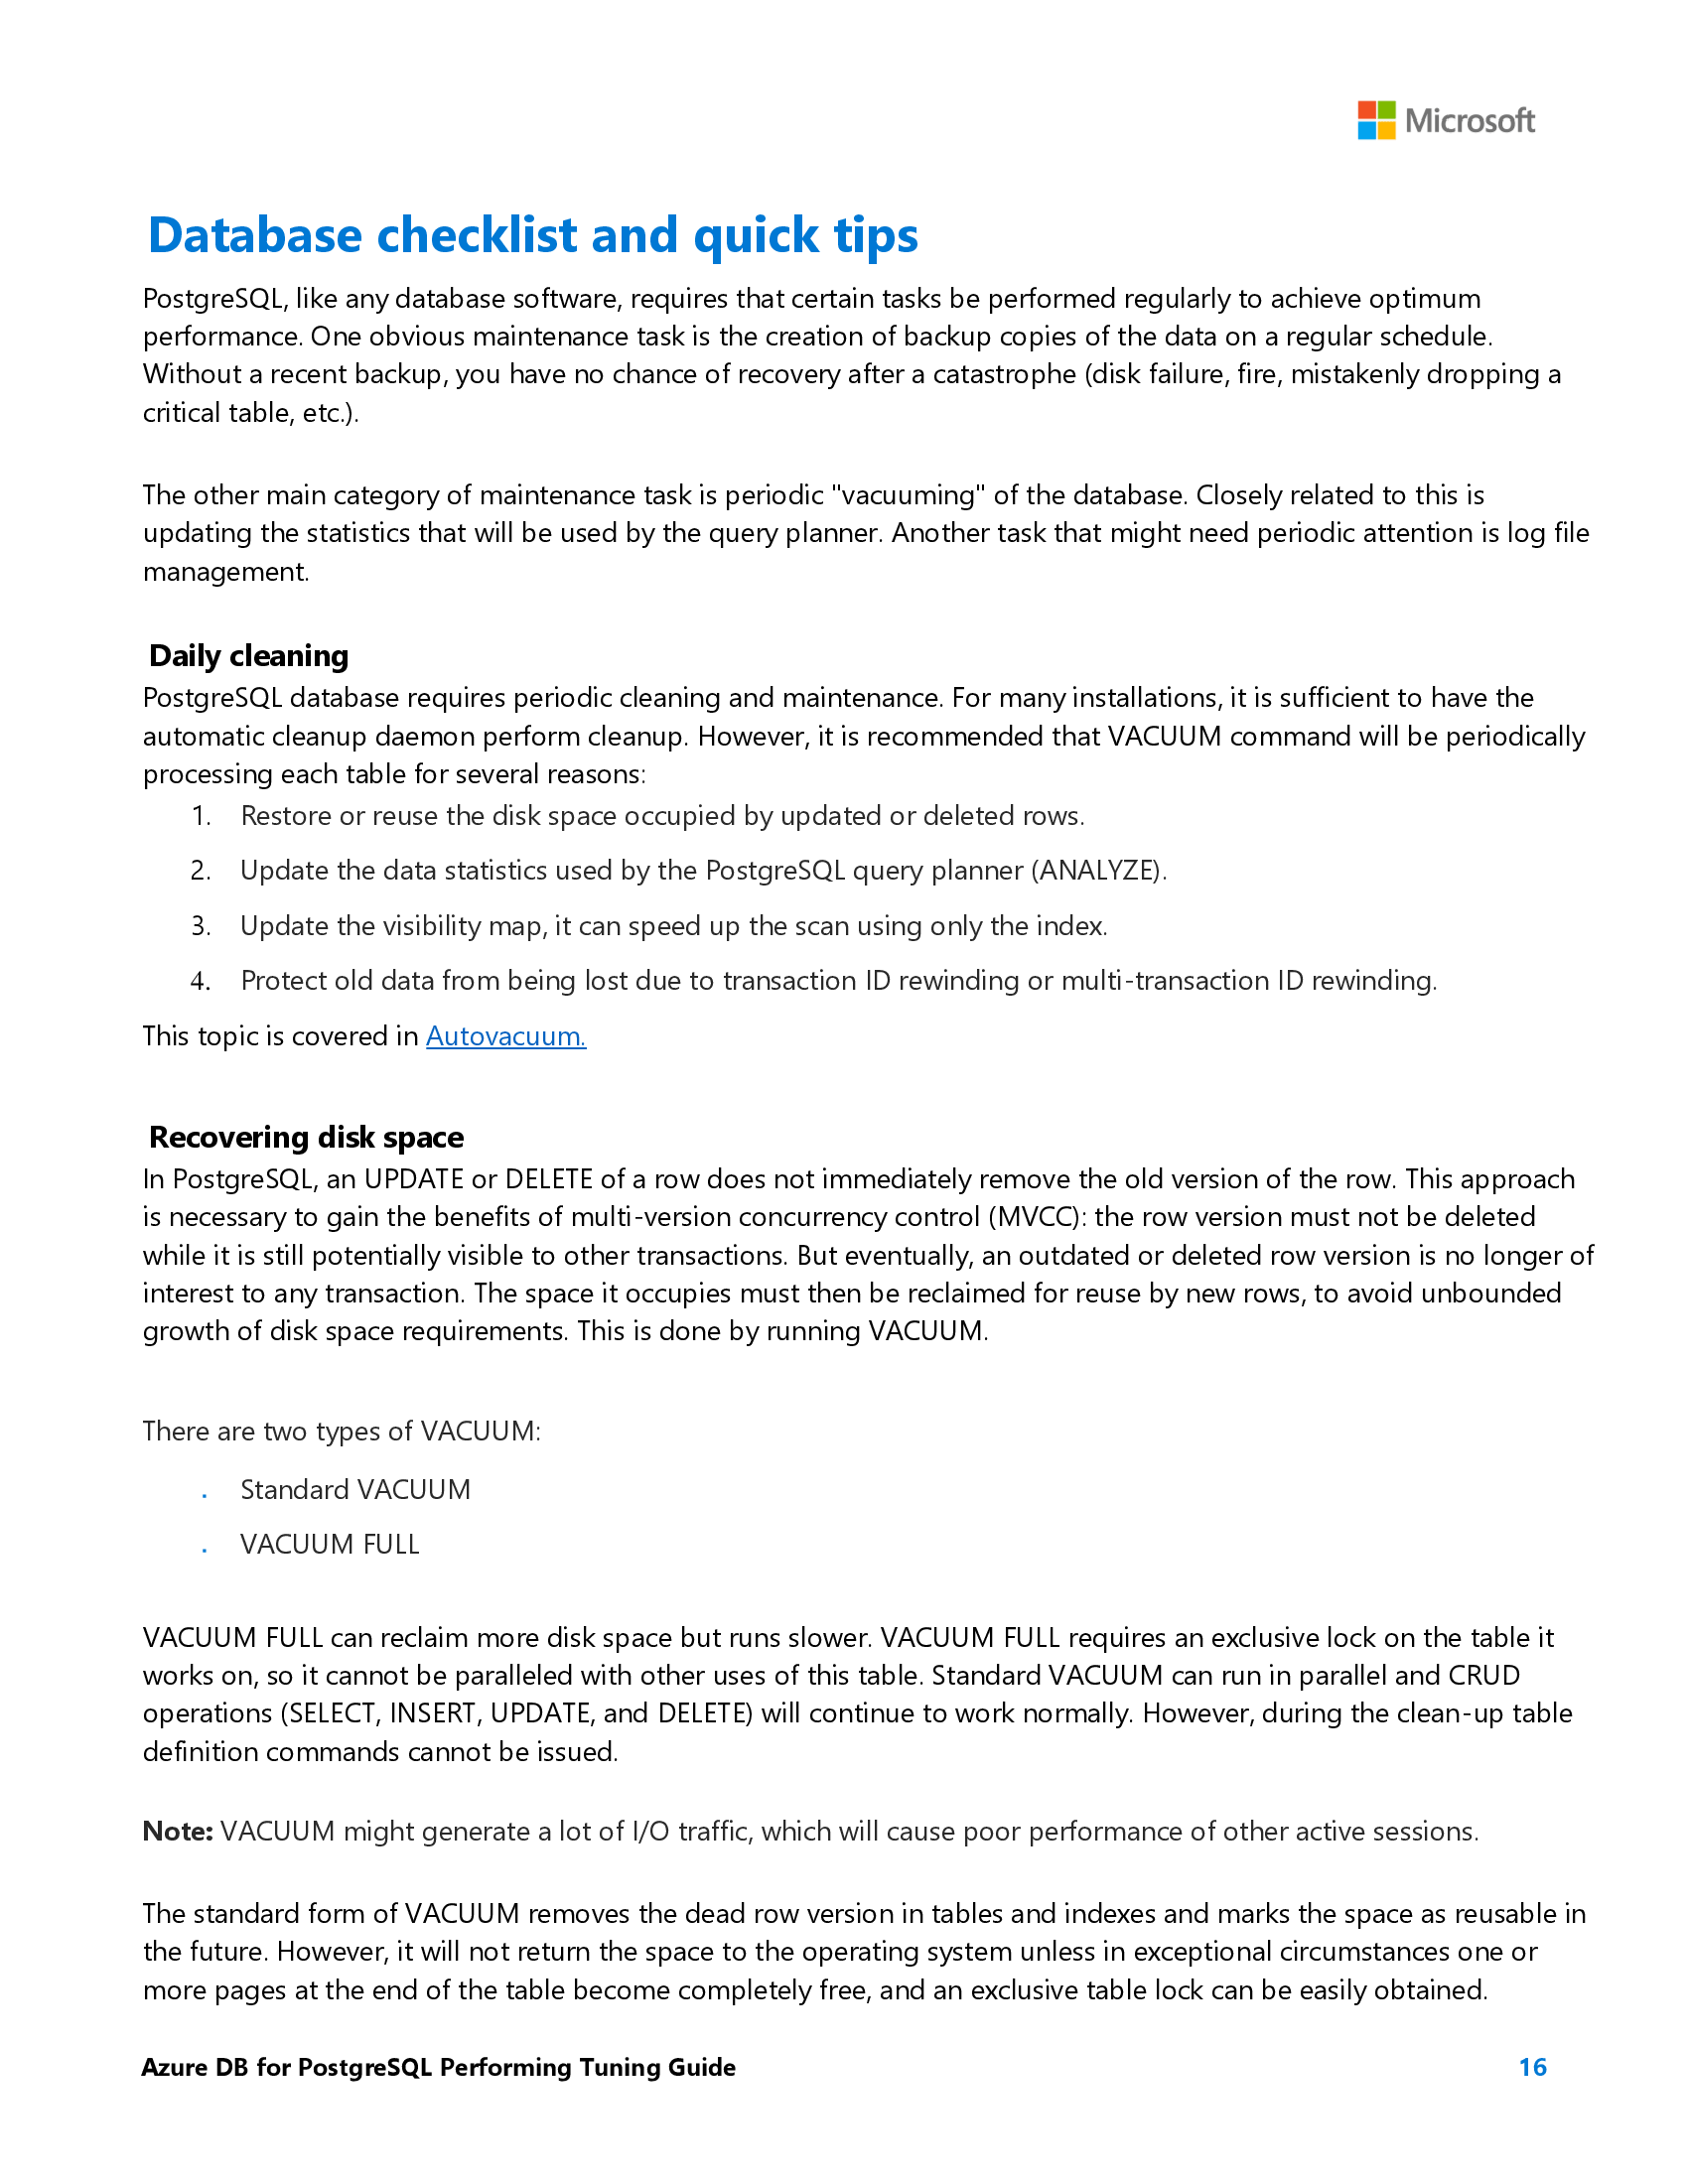 Microsoft
Database checklist and quick tips
PostgreSQL, like any database software, requires that certain tasks be performed regularly to achieve optimum
performance. One obvious maintenance task is the creation of backup copies of the data on a regular schedule.
Without a recent backup, you have no chance of recovery after a catastrophe (disk failure, fire, mistakenly dropping a
critical table, etc.).
The other main category of maintenance task is periodic "vacuuming" of the database. Closely related to this is
updating the statistics that will be used by the query planner. Another task that might need periodic attention is log file
management.
Daily cleaning
PostgreSQL database requires periodic cleaning and maintenance. For many installations, it is sufficient to have the
automatic cleanup daemon perform cleanup. However, it is recommended that VACUUM command will be periodically
processing each table for several reasons:
1. Restore or reuse the disk space occupied by updated or deleted rows.
2. Update the data statistics used by the PostgreSQL query planner (ANALYZE).
3. Update the visibility map, it can speed up the scan using only the index.
4. Protect old data from being lost due to transaction ID rewinding or multi-transaction ID rewinding.
This topic is covered in Autovacuum.
Recovering disk space
In PostgreSQL, an UPDATE or DELETE of a row does not immediately remove the old version of the row. This approach
is necessary to gain the benefits of multi-version concurrency control (MVCC): the row version must not be deleted
while it is still potentially visible to other transactions. But eventually, an outdated or deleted row version is no longer of
interest to any transaction. The space it occupies must then be reclaimed for reuse by new rows, to avoid unbounded
growth of disk space requirements. This is done by running VACUUM.
There are two types of VACUUM:
. Standard VACUUM
. VACUUM FULL
VACUUM FULL can reclaim more disk space but runs slower. VACUUM FULL requires an exclusive lock on the table it
works on, so it cannot be paralleled with other uses of this table. Standard VACUUM can run in parallel and CRUD
operations (SELECT, INSERT, UPDATE, and DELETE) will continue to work normally. However, during the clean-up table
definition commands cannot be issued.
Note: VACUUM might generate a lot of I/O traffic, which will cause poor performance of other active sessions.
The standard form of VACUUM removes the dead row version in tables and indexes and marks the space as reusable in
the future. However, it will not return the space to the operating system unless in exceptional circumstances one or
more pages at the end of the table become completely free, and an exclusive table lock can be easily obtained.
Azure DB for PostgreSQL Performing Tuning Guide 16